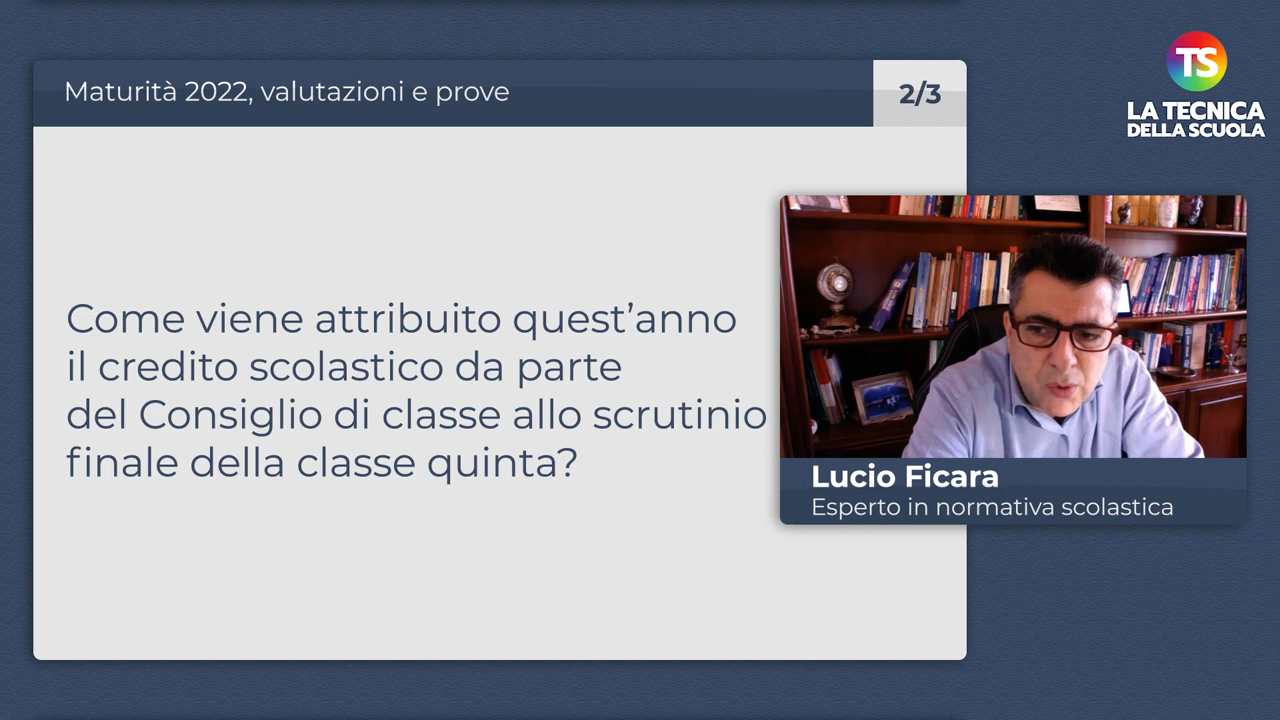 Maturità 2022, valutazioni e prove
2/3
TS
LA TECNICA
DELLA SCUOLA
Come viene attribuito quest’anno
il credito scolastico da parte
del Consiglio di classe allo scrutinio
finale della classe quinta?
Lucio Ficara
Esperto in normativa scolastica